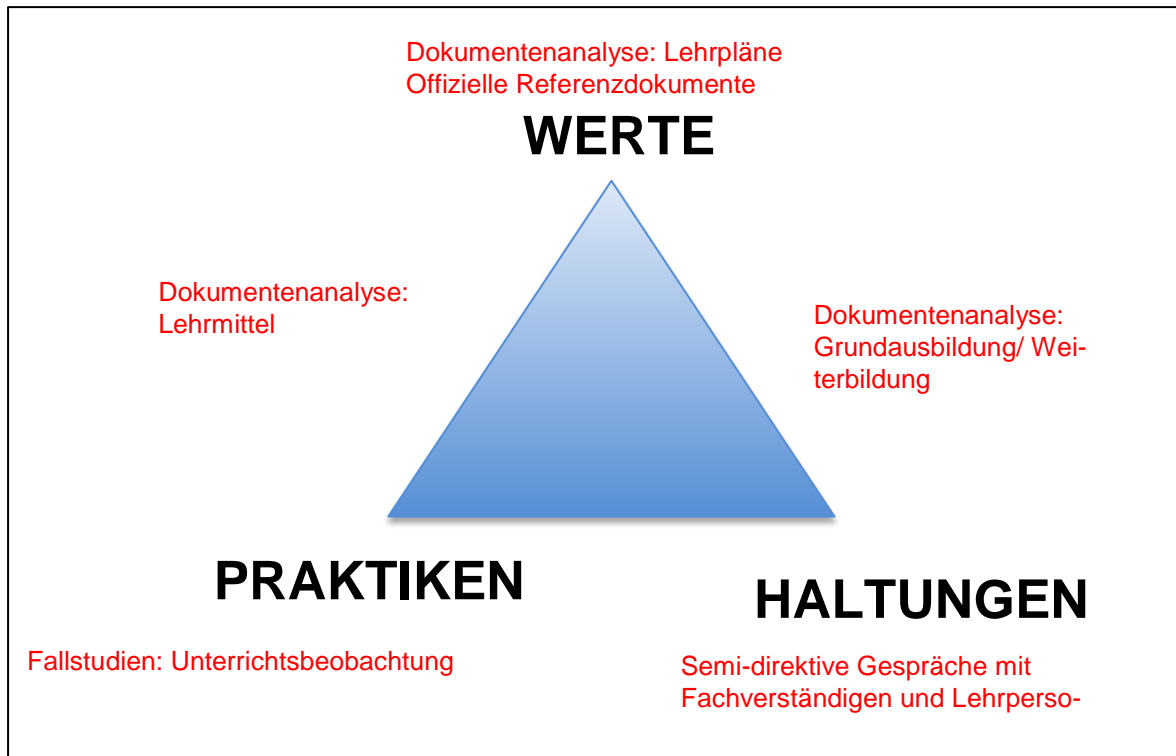 Dokumentenanalyse: Lehrpläne
Offizielle Referenzdokumente
WERTE
Dokumentenanalyse:
Lehrmittel
Dokumentenanalyse:
Grundausbildung/ Wei-
terbildung
PRAKTIKEN
HALTUNGEN
Fallstudien: Unterrichtsbeobachtung
Semi-direktive Gespräche mit
Fachverständigen und Lehrperso-